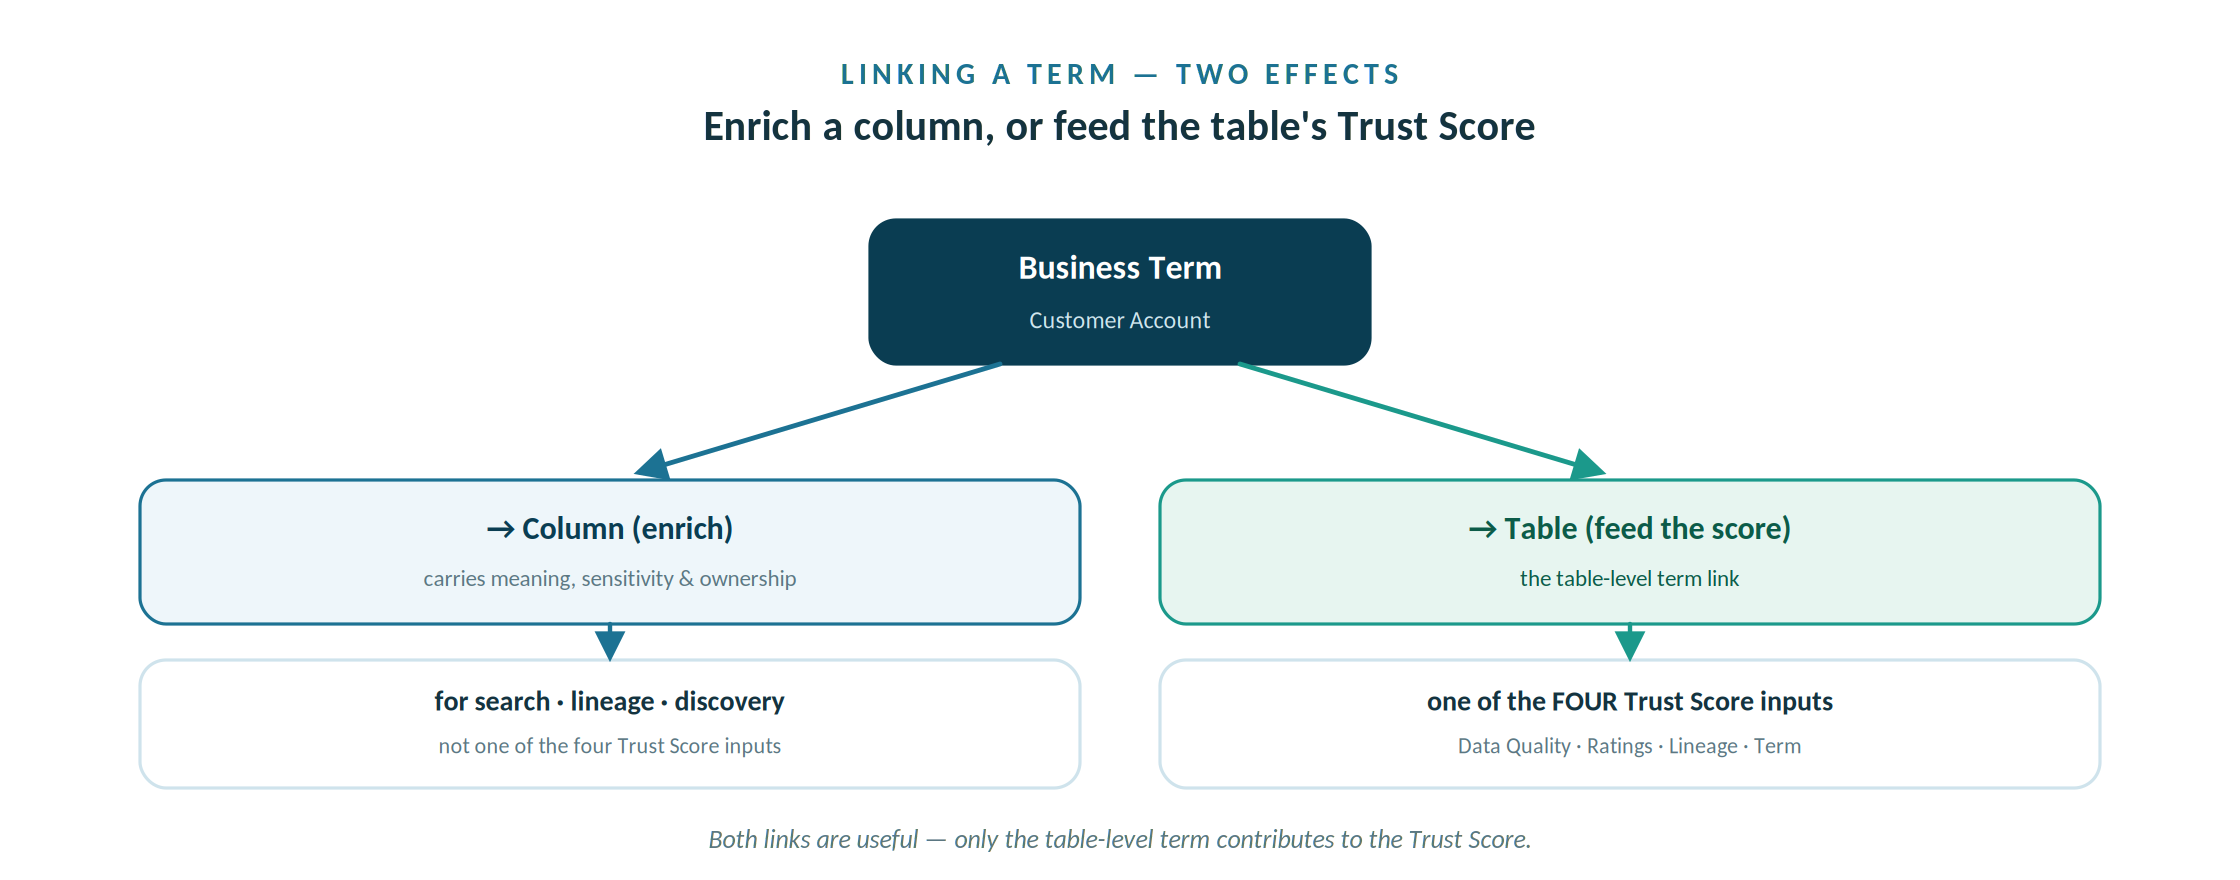 LINKING A TERM — TWO EFFECTS
Enrich a column, or feed the table's Trust Score
Business Term
Customer Account
→ Column (enrich)
carries meaning, sensitivity & ownership
for search · lineage · discovery
not one of the four Trust Score inputs
→ Table (feed the score)
the table-level term link
one of the FOUR Trust Score inputs
Data Quality · Ratings · Lineage · Term
Both links are useful — only the table-level term contributes to the Trust Score.